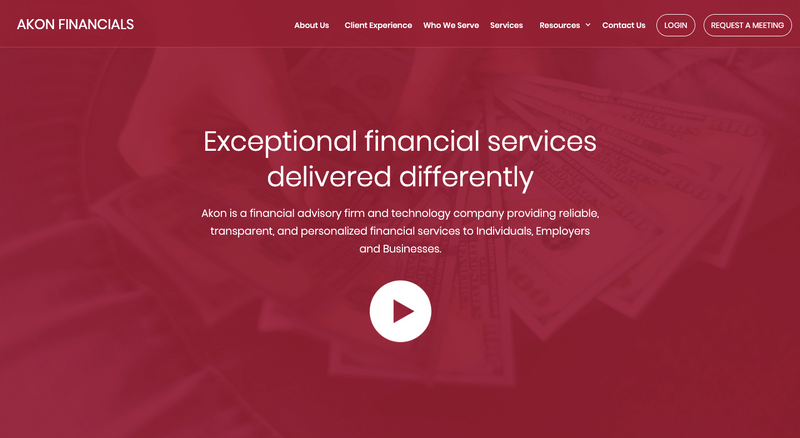 AKON FINANCIALS
About Us Client Experience Who We Serve Services Resources Contact Us LOGIN REQUEST A MEETING
Exceptional financial services
delivered differently
Akon is a financial advisory firm and technology company providing reliable,
transparent, and personalized financial services to Individuals, Employers
and Businesses.